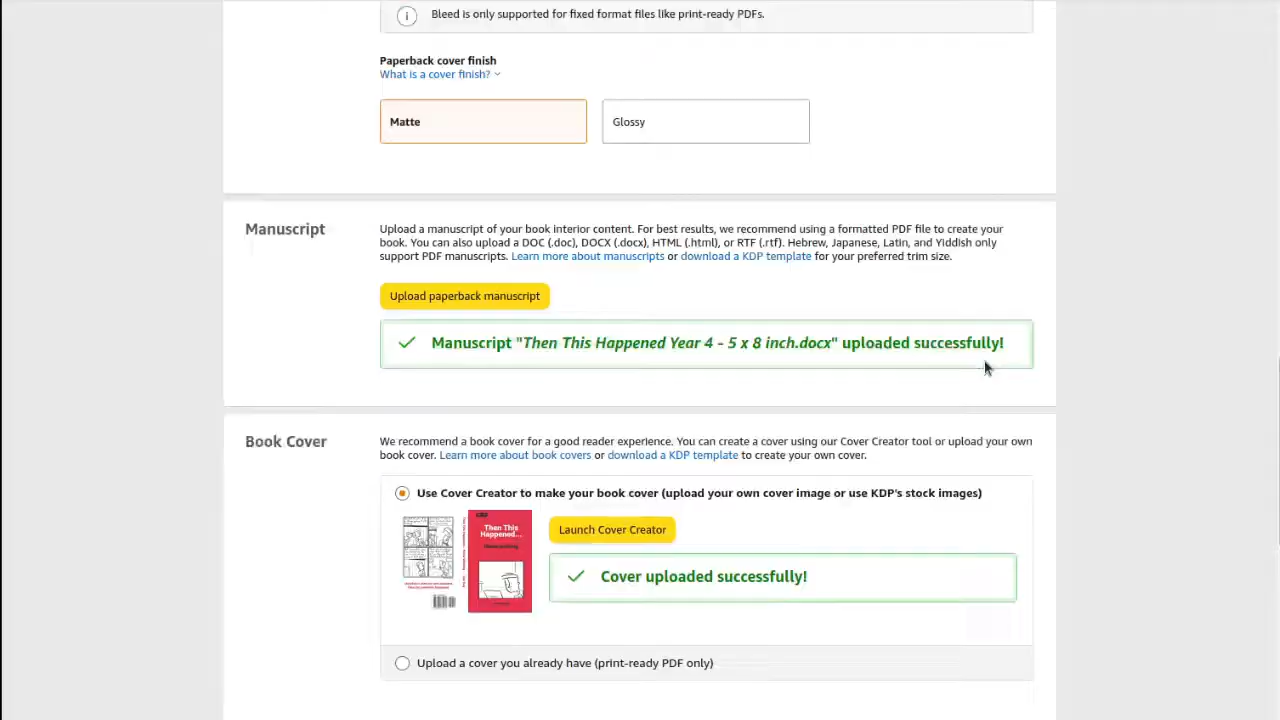 Bleed is only supported for fixed format files like print-ready PDFs.
Paperback cover finish
What is a cover finish?
Matte
Glossy
Manuscript
Upload a manuscript of your book interior content. For best results, we recommend using a formatted PDF file to create your
book. You can also upload a DOC (.doc), DOCX (.docx), HTML (.html), or RTF (.rtf). Hebrew, Japanese, Latin, and Yiddish only
support PDF manuscripts. Learn more about manuscripts or download a KDP template for your preferred trim size.
Upload paperback manuscript
Manuscript "Then This Happened Year 4 - 5 x 8 inch.docx" uploaded successfully!
Book Cover
We recommend a book cover for a good reader experience. You can create a cover using our Cover Creator tool or upload your own
book cover. Learn more about book covers or download a KDP template to create your own cover.
Use Cover Creator to make your book cover (upload your own cover image or use KDP's stock images)
Then This
Happened...
Launch Cover Creator
Cover uploaded successfully!
Upload a cover you already have (print-ready PDF only)